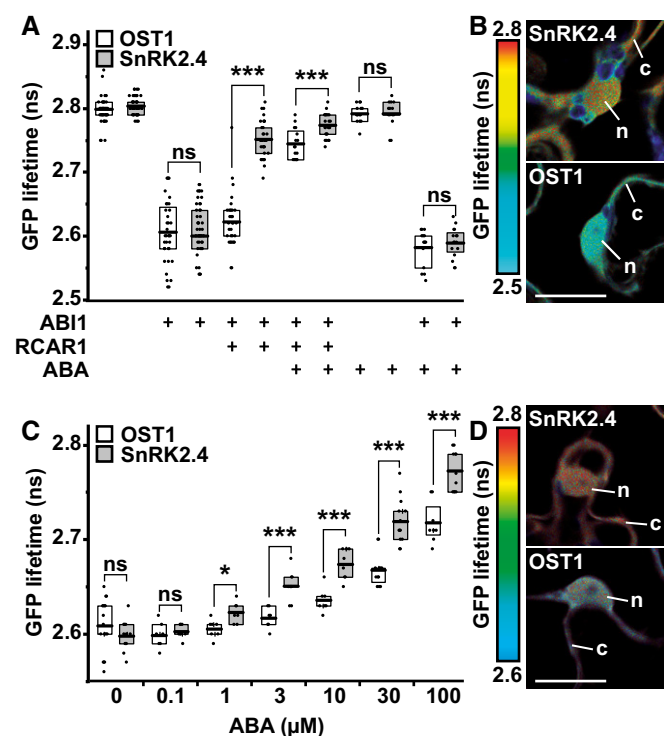 A
OST1
SnRK2.4
GFP lifetime (ns)
2.9
2.8
2.7
2.6
2.5
ns
***
***
ns
ns
ABI1 + + + + + + + +
RCAR1 + + + +
ABA + + + + + +
B
2.8
GFP lifetime (ns)
2.5
SnRK2.4
c
n
OST1
c
n
C
OST1
SnRK2.4
GFP lifetime (ns)
2.8
2.7
2.6
ns
ns
*
***
***
***
***
0 0.1 1 3 10 30 100
ABA (µM)
D
2.8
GFP lifetime (ns)
2.6
SnRK2.4
n
c
OST1
n
c